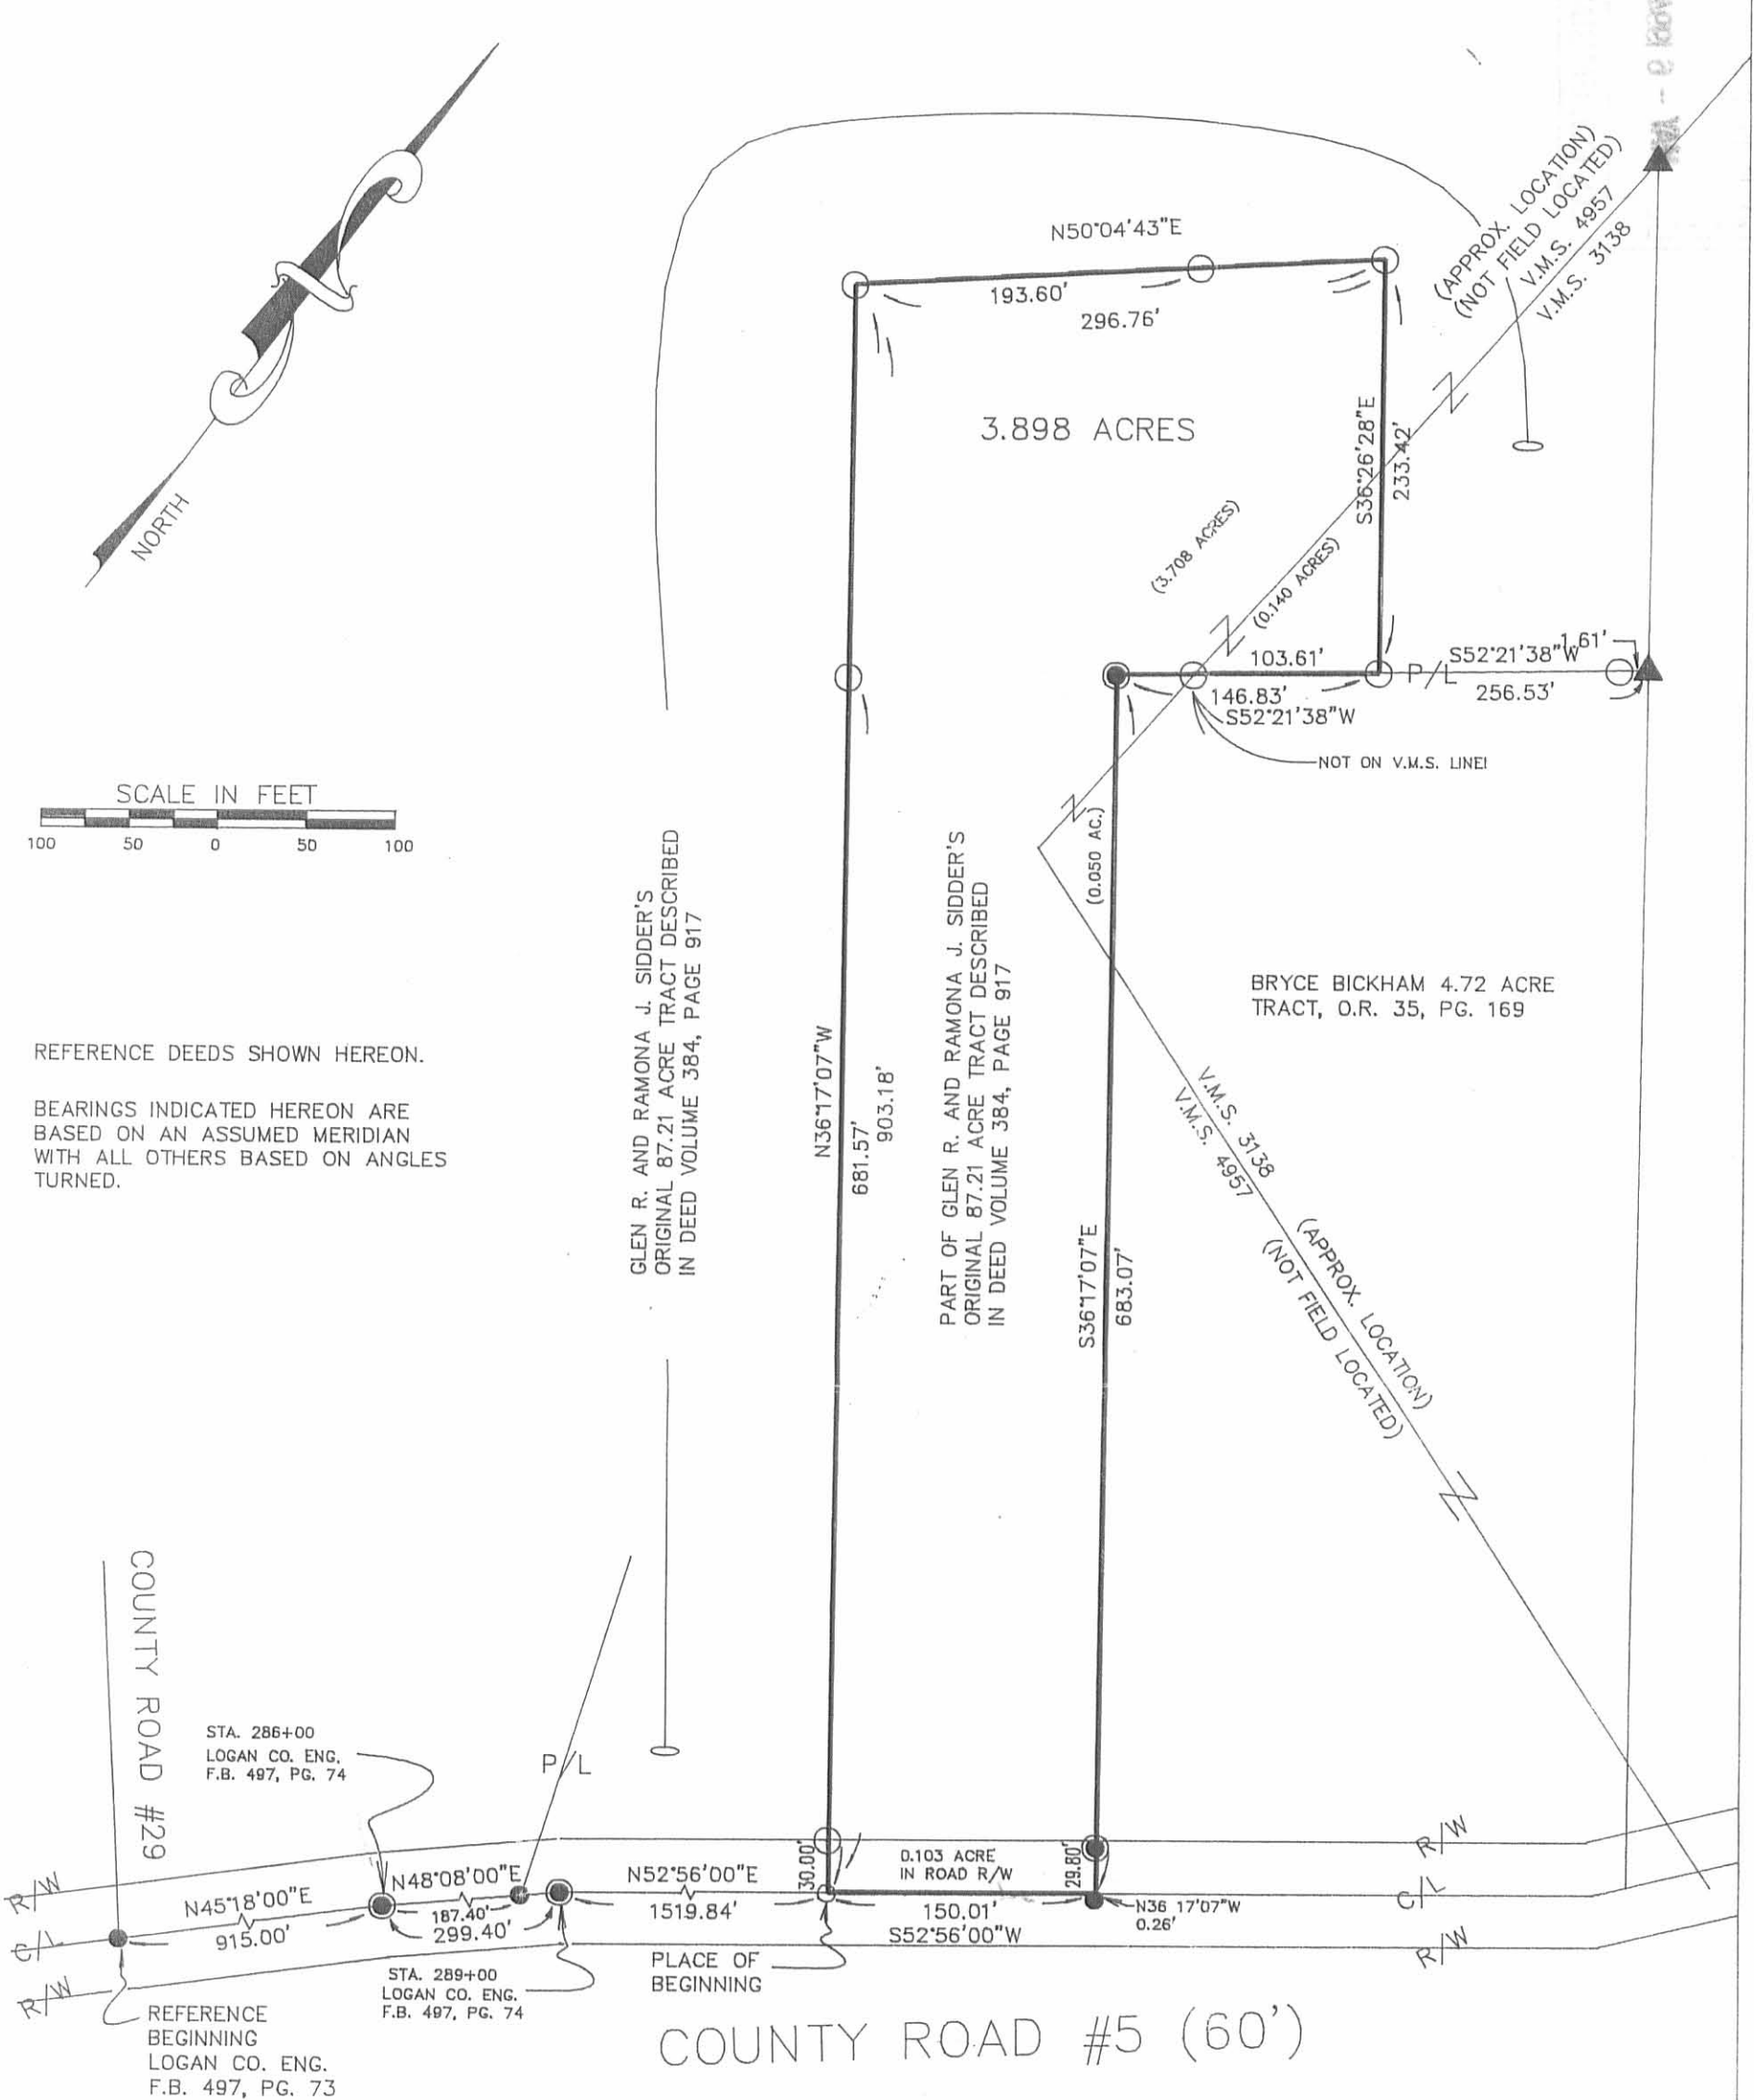 N50°04'43"E
193.60'
296.76'
3.898 ACRES
NORTH
(APPROX. LOCATION)
(NOT FIELD LOCATED)
V.M.S. 4957
V.M.S. 3138
S36°26'28"E
233.42'
(3.708 ACRES)
(0.140 ACRES)
103.61'
146.83'
S52°21'38"W
P/L
S52°21'38"W
1.61'
256.53'
NOT ON V.M.S. LINE!
SCALE IN FEET
100 50 0 50 100
(0.050 AC.)
GLEN R. AND RAMONA J. SIDDER'S
ORIGINAL 87.21 ACRE TRACT DESCRIBED
IN DEED VOLUME 384, PAGE 917
N36°17'07"W
681.57'
903.18'
PART OF GLEN R. AND RAMONA J. SIDDER'S
ORIGINAL 87.21 ACRE TRACT DESCRIBED
IN DEED VOLUME 384, PAGE 917
S36°17'07"E
683.07'
BRYCE BICKHAM 4.72 ACRE
TRACT, O.R. 35, PG. 169
V.M.S. 3138
V.M.S. 4957
(APPROX. LOCATION)
(NOT FIELD LOCATED)
REFERENCE DEEDS SHOWN HEREON.
BEARINGS INDICATED HEREON ARE
BASED ON AN ASSUMED MERIDIAN
WITH ALL OTHERS BASED ON ANGLES
TURNED.
COUNTY ROAD #29
STA. 286+00
LOGAN CO. ENG.
F.B. 497, PG. 74
P/L
R/W
C/L
R/W
N45°18'00"E
915.00'
N48°08'00"E
187.40'
299.40'
N52°56'00"E
1519.84'
30.00'
0.103 ACRE
IN ROAD R/W
29.80'
150.01'
S52°56'00"W
N36 17'07"W
0.26'
R/W
C/L
R/W
PLACE OF
BEGINNING
STA. 289+00
LOGAN CO. ENG.
F.B. 497, PG. 74
REFERENCE
BEGINNING
LOGAN CO. ENG.
F.B. 497, PG. 73
COUNTY ROAD #5 (60')